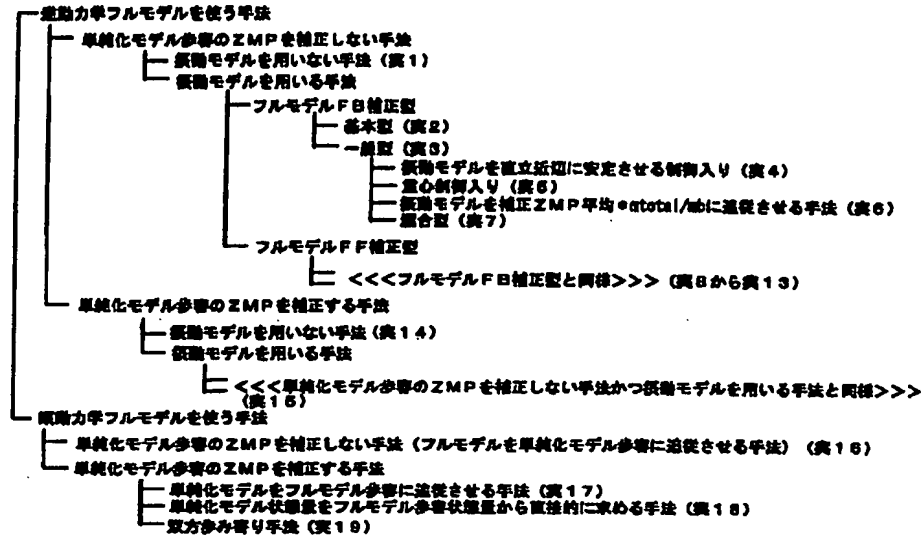 逆動力学フルモデルを使う手法
単純化モデル歩容のZMPを補正しない手法
摂動モデルを用いない手法(実1)
摂動モデルを用いる手法
フルモデルFB補正型
基本型(実2)
一般型(実3)
摂動モデルを直立近辺に安定させる制御入り(実4)
重心制御入り(実5)
摂動モデルを補正ZMP平均*αtotal/mbに追従させる手法(実6)
混合型(実7)
フルモデルFF補正型
<<<フルモデルFB補正型と同様>>>(実8から実13)
単純化モデル歩容のZMPを補正する手法
摂動モデルを用いない手法(実14)
摂動モデルを用いる手法
<<<単純化モデル歩容のZMPを補正しない手法かつ摂動モデルを用いる手法と同様>>>
(実15)
順動力学フルモデルを使う手法
単純化モデル歩容のZMPを補正しない手法(フルモデルを単純化モデル歩容に追従させる手法)(実16)
単純化モデル歩容のZMPを補正する手法
単純化モデルをフルモデル歩容に追従させる手法(実17)
単純化モデル状態量をフルモデル歩容状態量から直接的に求める手法(実18)
双方歩み寄り手法(実19)